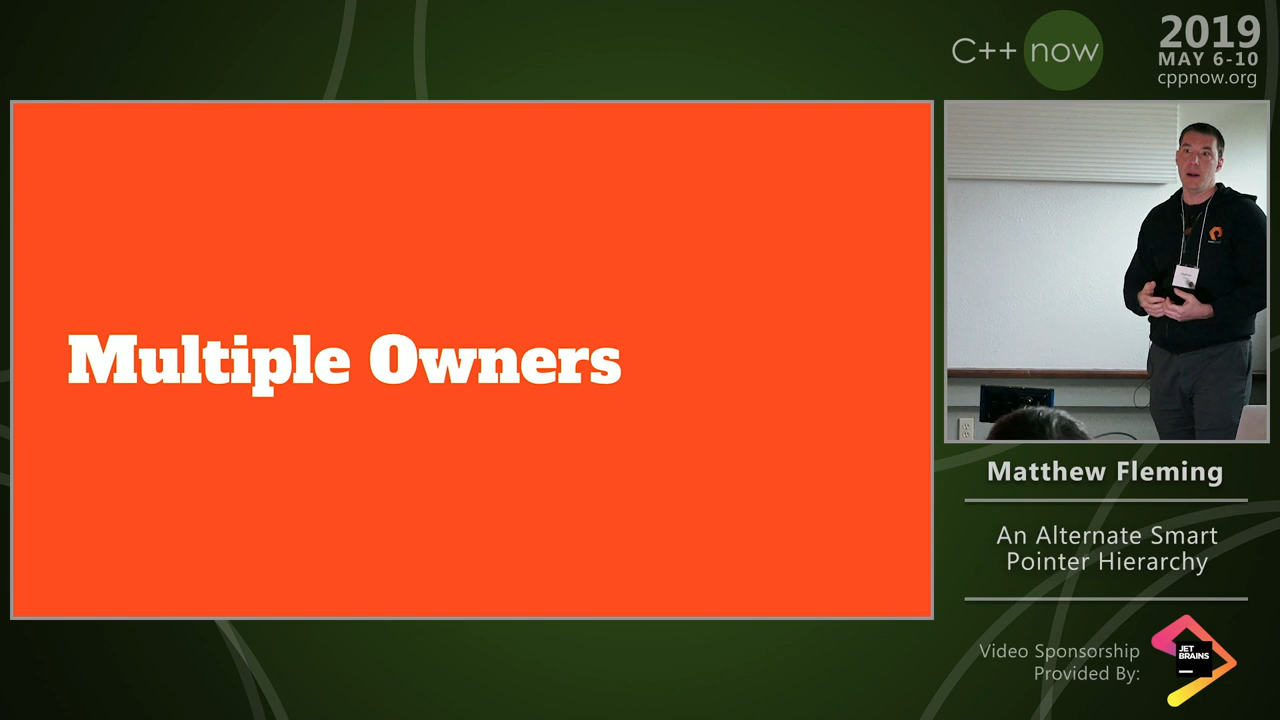 C++ now
2019
MAY 6-10
cppnow.org
Multiple Owners
Matthew Fleming
An Alternate Smart
Pointer Hierarchy
Video Sponsorship
Provided By:
JET
BRAINS